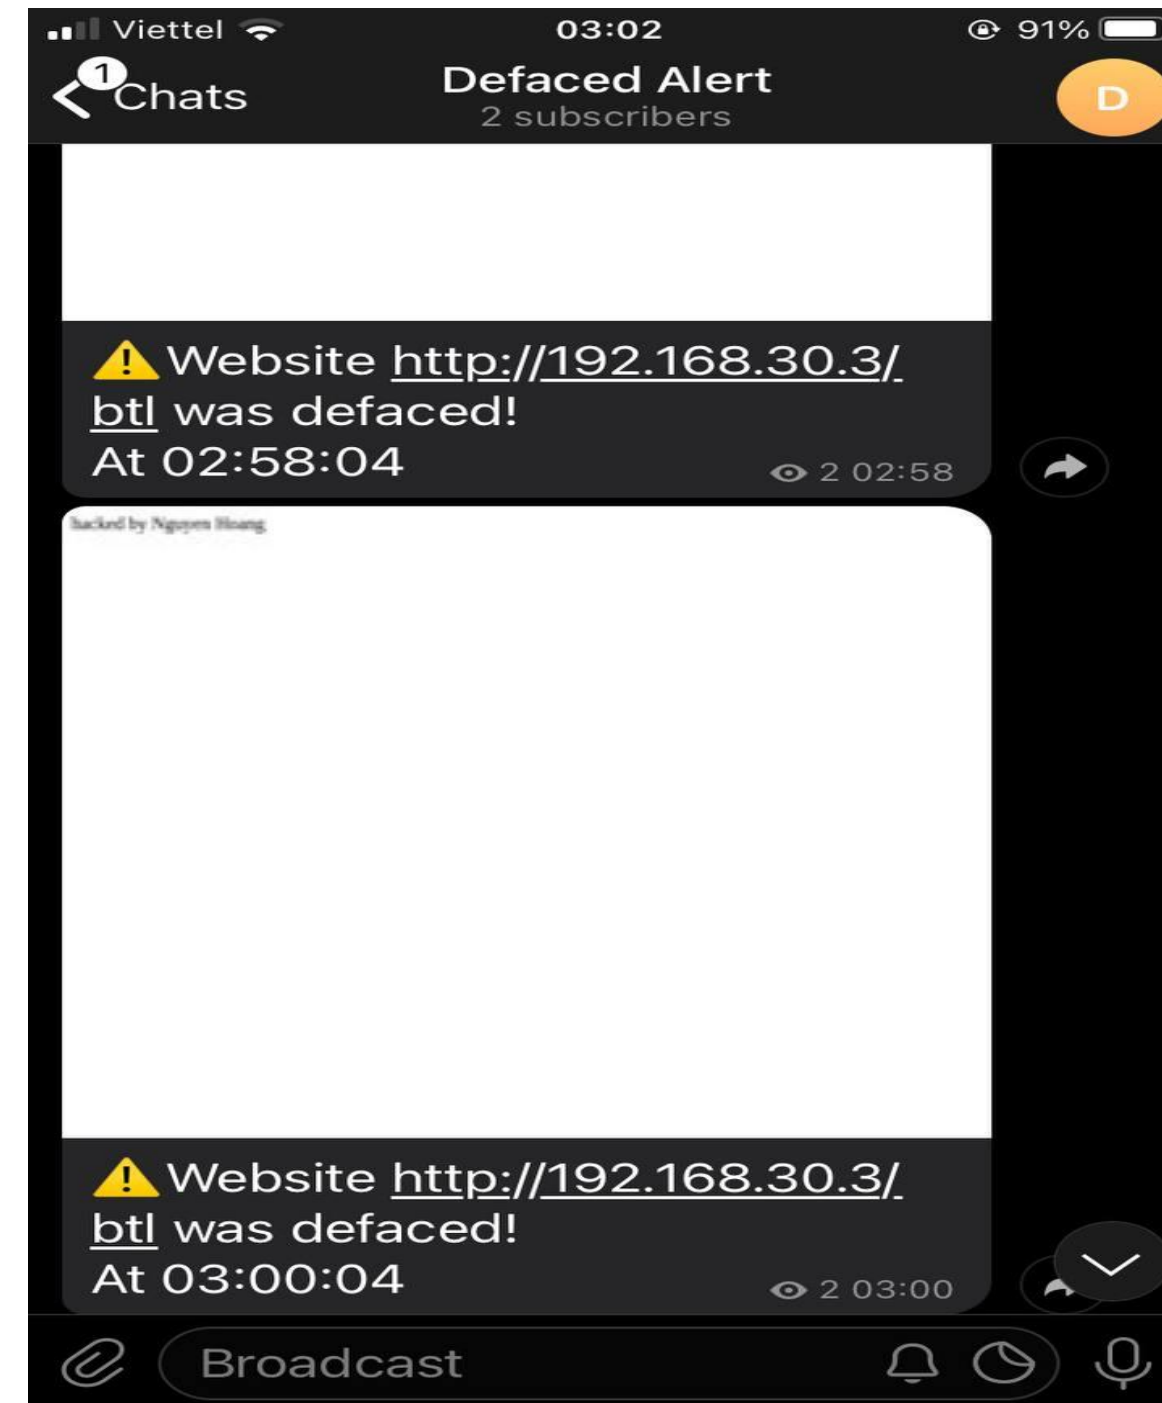 Viettel 03:02 91%
1
Chats Defaced Alert D
2 subscribers
⚠️Website http://192.168.30.3/
btl was defaced!
At 02:58:04 2 02:58
hacked by Nguyen Hoang
⚠️Website http://192.168.30.3/
btl was defaced!
At 03:00:04 2 03:00
Broadcast